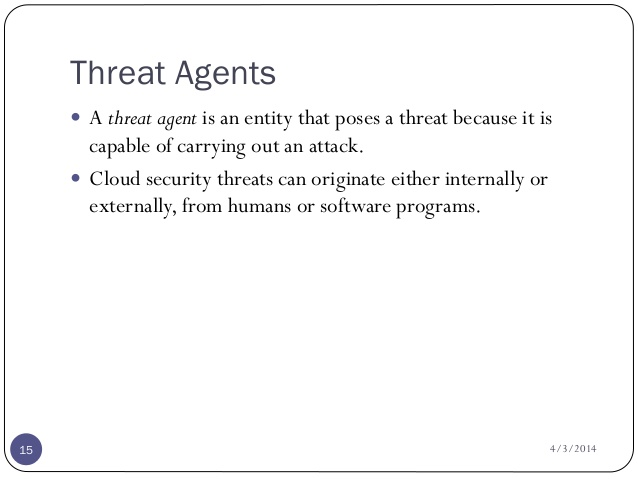 Threat Agents
• A threat agent is an entity that poses a threat because it is
capable of carrying out an attack.
• Cloud security threats can originate either internally or
externally, from humans or software programs.
15
4/3/2014